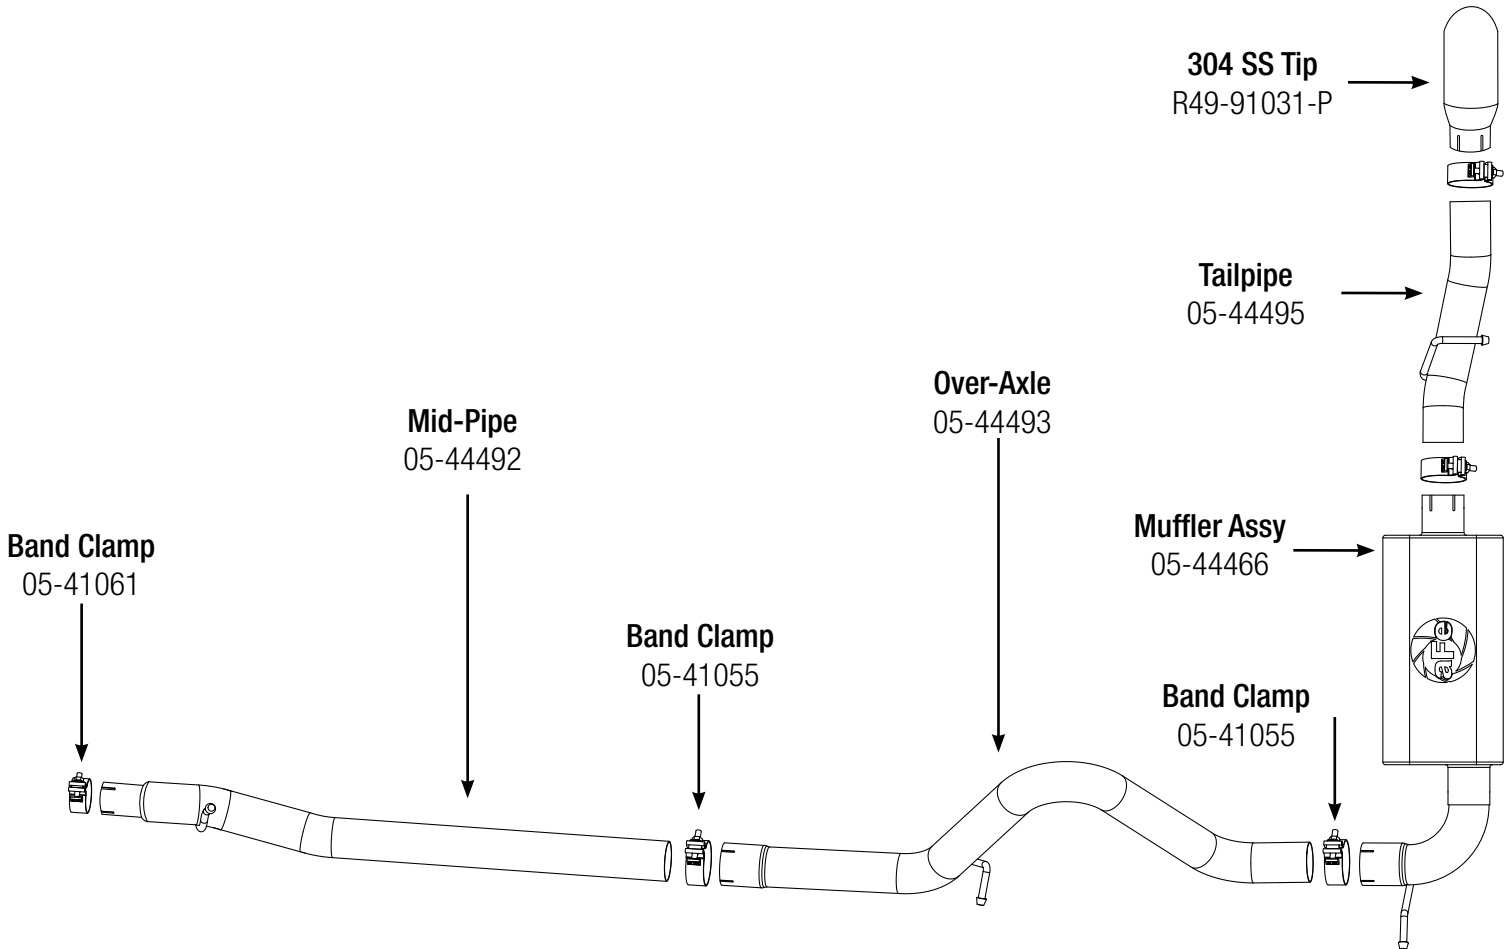 304 SS Tip
R49-91031-P
Tailpipe
05-44495
Over-Axle
05-44493
Mid-Pipe
05-44492
Muffler Assy
05-44466
Band Clamp
05-41061
Band Clamp
05-41055
Band Clamp
05-41055
aFe